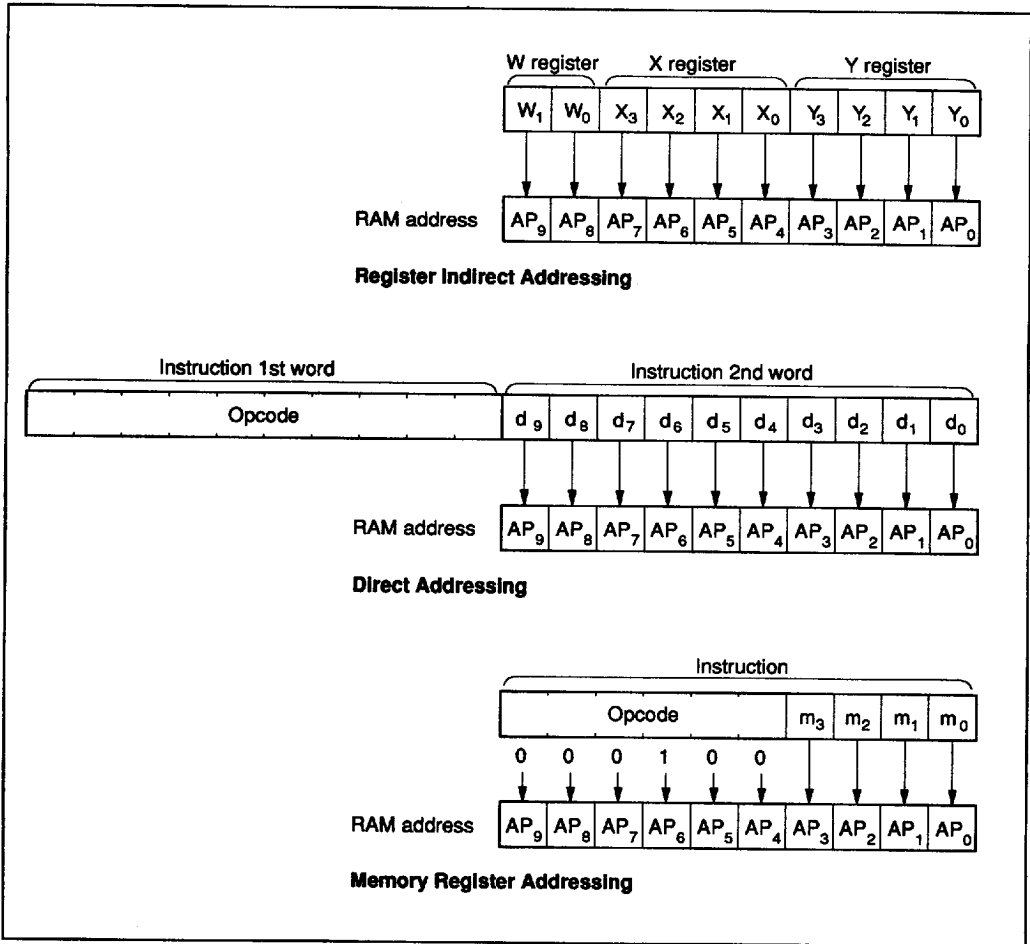 W register X register Y register
W1 W0 X3 X2 X1 X0 Y3 Y2 Y1 Y0
RAM address AP9 AP8 AP7 AP6 AP5 AP4 AP3 AP2 AP1 AP0
Register Indirect Addressing
Instruction 1st word Instruction 2nd word
Opcode d9 d8 d7 d6 d5 d4 d3 d2 d1 d0
RAM address AP9 AP8 AP7 AP6 AP5 AP4 AP3 AP2 AP1 AP0
Direct Addressing
Instruction
Opcode m3 m2 m1 m0
0 0 0 1 0 0
RAM address AP9 AP8 AP7 AP6 AP5 AP4 AP3 AP2 AP1 AP0
Memory Register Addressing